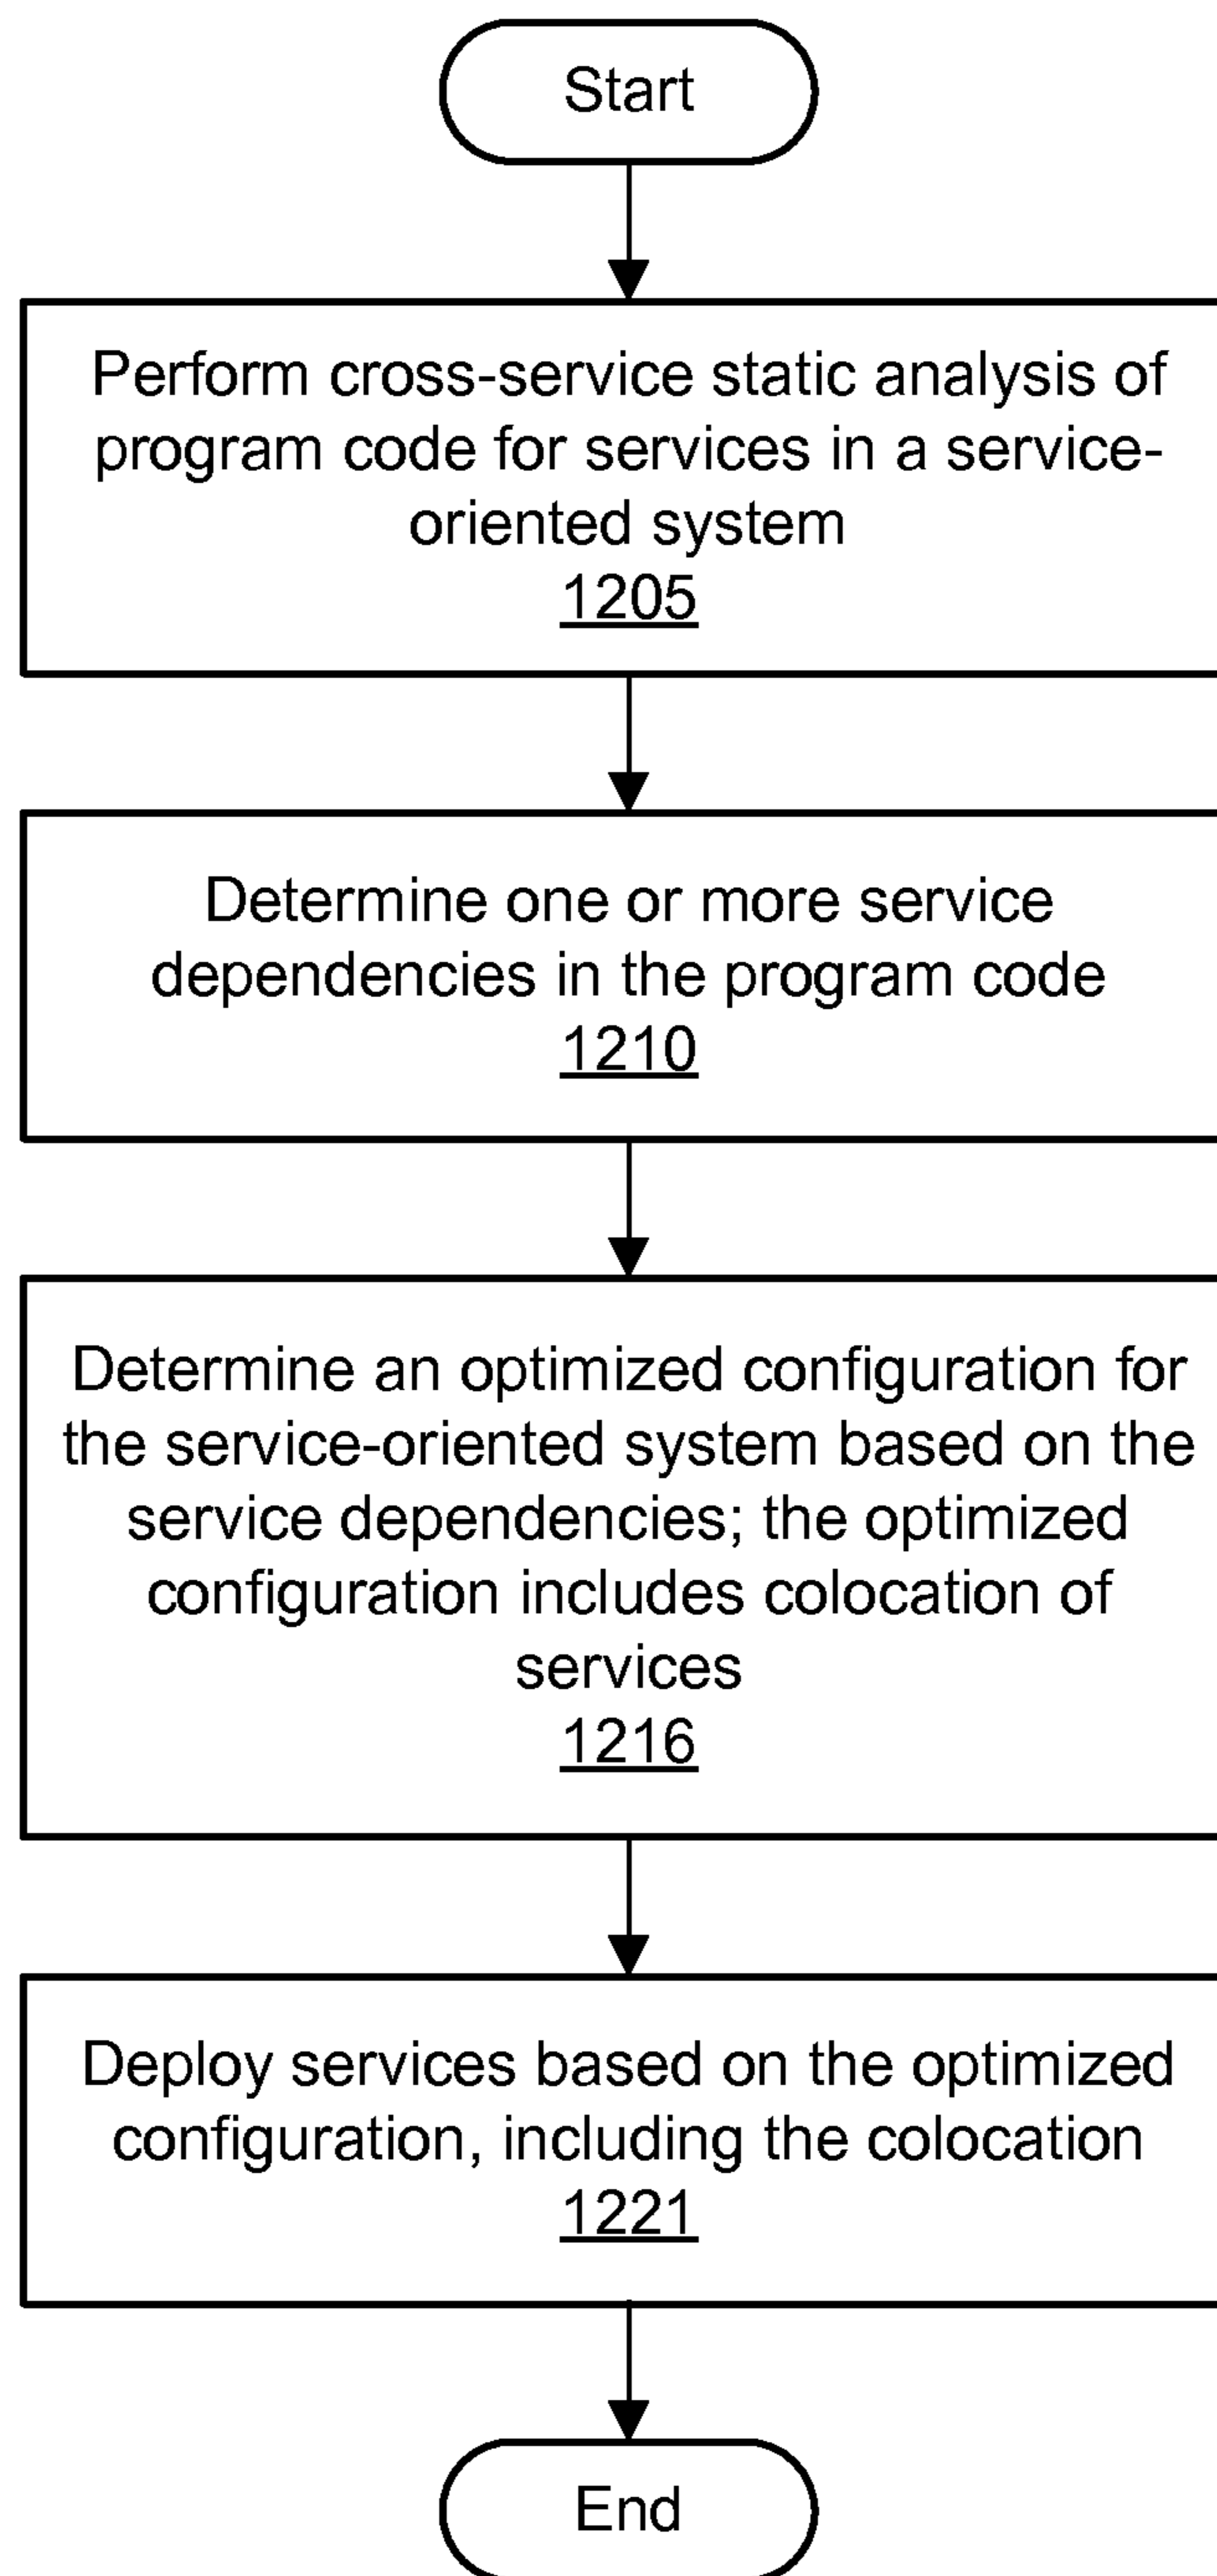 Start
Perform cross-service static analysis of
program code for services in a service-
oriented system
1205
Determine one or more service
dependencies in the program code
1210
Determine an optimized configuration for
the service-oriented system based on the
service dependencies; the optimized
configuration includes colocation of
services
1216
Deploy services based on the optimized
configuration, including the colocation
1221
End